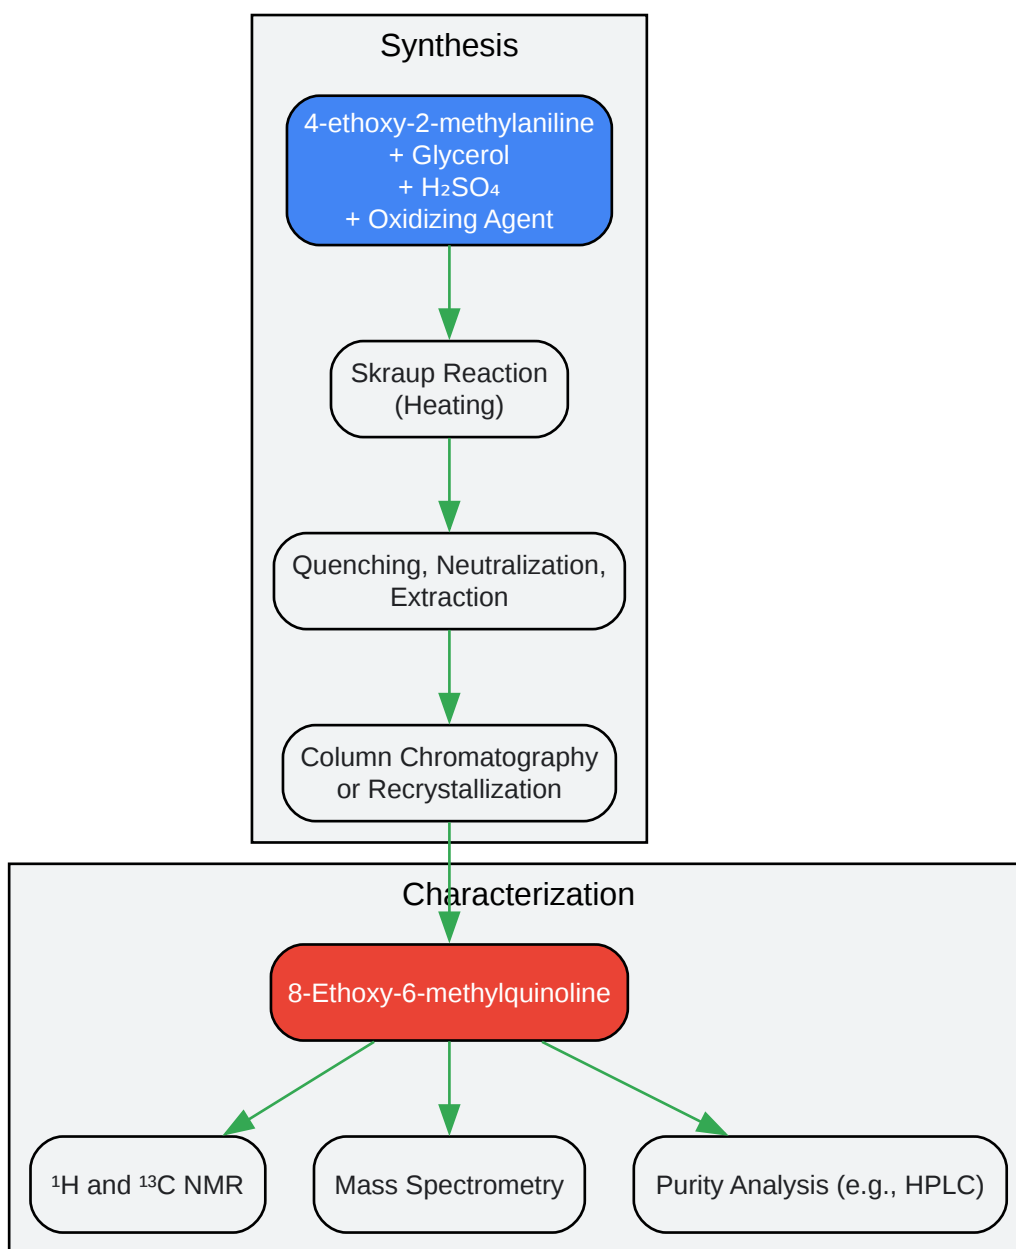 Synthesis
4-ethoxy-2-methylaniline
+ Glycerol
+ H₂SO₄
+ Oxidizing Agent
Skraup Reaction
(Heating)
Quenching, Neutralization,
Extraction
Column Chromatography
or Recrystallization
Characterization
8-Ethoxy-6-methylquinoline
¹H and ¹³C NMR
Mass Spectrometry
Purity Analysis (e.g., HPLC)